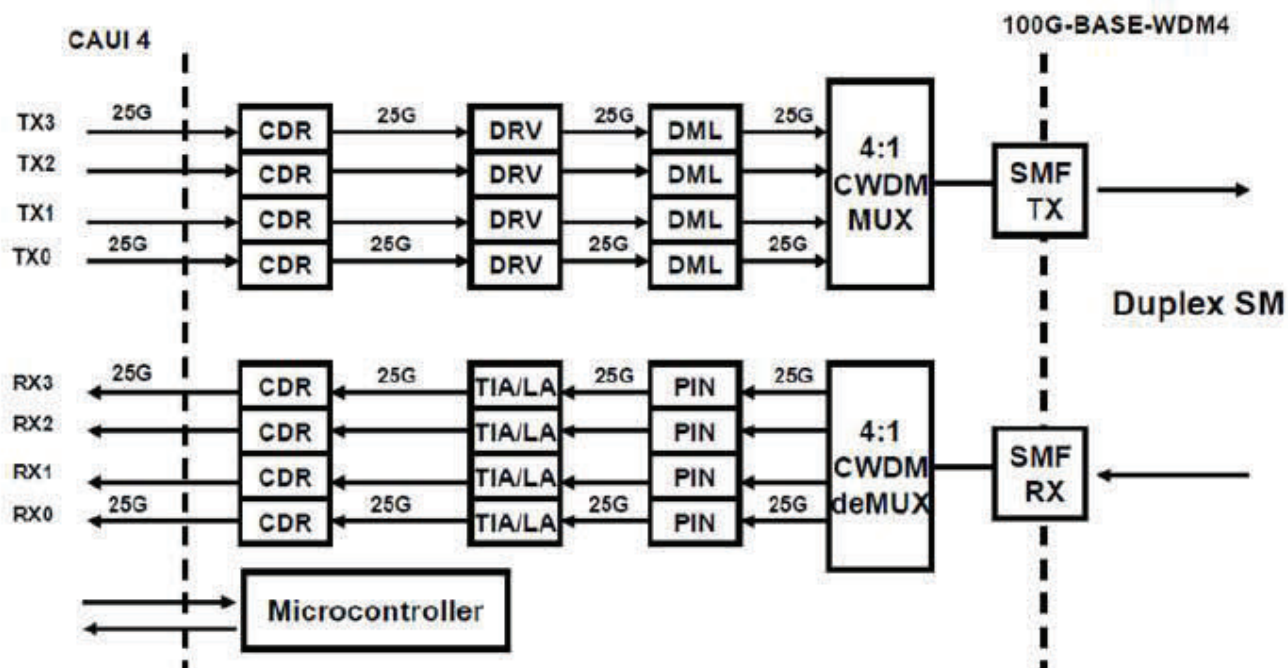 CAUI 4
100G-BASE-WDM4
TX3 25G CDR 25G DRV 25G DML 25G
TX2 CDR DRV DML
TX1 CDR DRV DML
TX0 25G CDR 25G DRV 25G DML 25G
4:1
CWDM
MUX
SMF
TX
Duplex SM
RX3 25G CDR 25G TIA/LA 25G PIN 25G
RX2 CDR TIA/LA PIN
RX1 CDR TIA/LA PIN
RX0 25G CDR 25G TIA/LA 25G PIN 25G
4:1
CWDM
deMUX
SMF
RX
Microcontroller